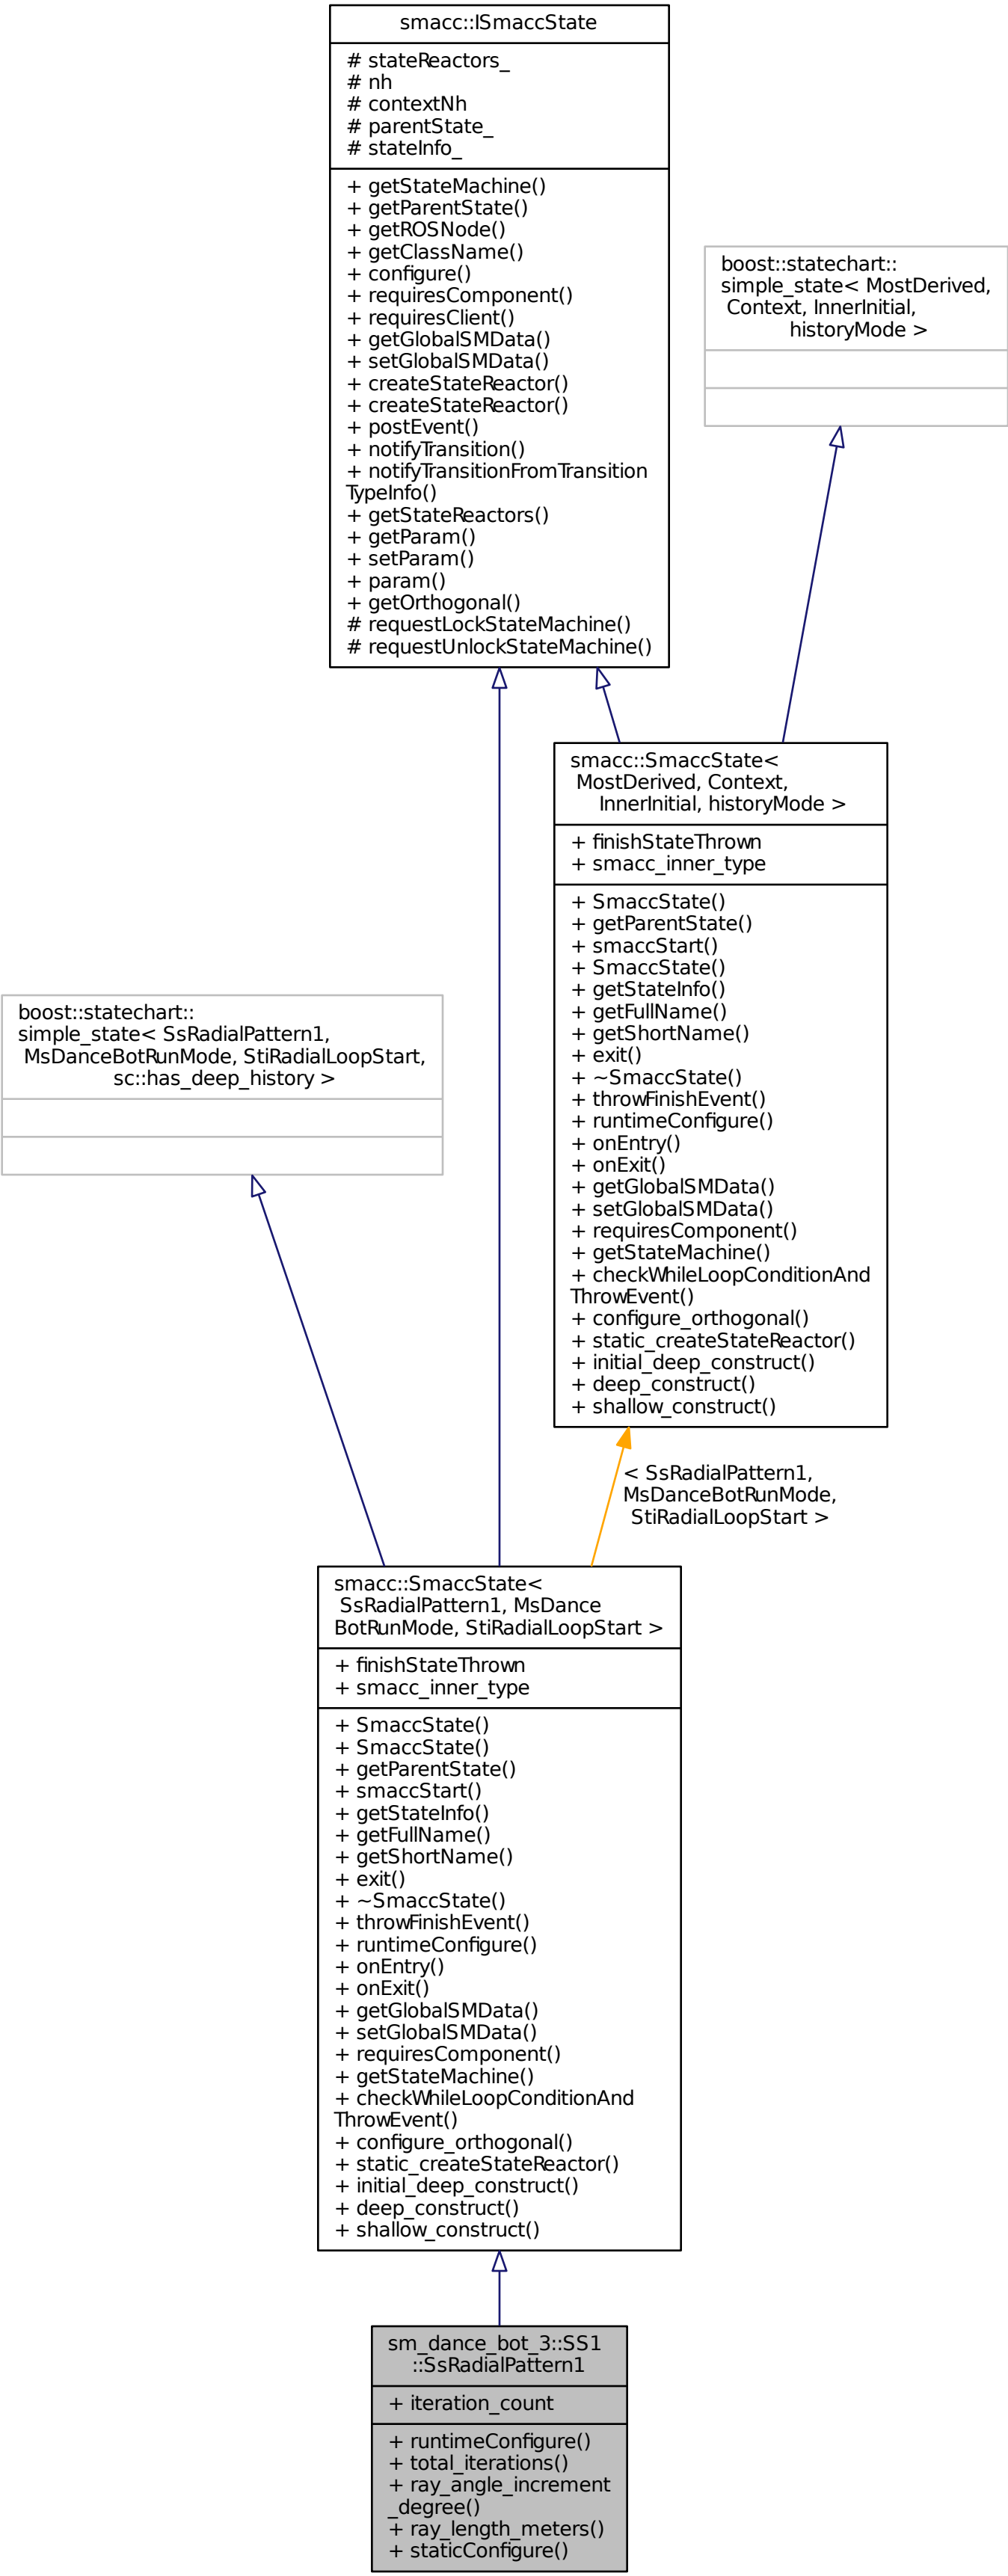 smacc::ISmaccState
# stateReactors_
# nh
# contextNh
# parentState_
# stateInfo_
+ getStateMachine()
+ getParentState()
+ getROSNode()
+ getClassName()
+ configure()
+ requiresComponent()
+ requiresClient()
+ getGlobalSMData()
+ setGlobalSMData()
+ createStateReactor()
+ createStateReactor()
+ postEvent()
+ notifyTransition()
+ notifyTransitionFromTransition
TypeInfo()
+ getStateReactors()
+ getParam()
+ setParam()
+ param()
+ getOrthogonal()
# requestLockStateMachine()
# requestUnlockStateMachine()
boost::statechart::
simple_state< MostDerived,
Context, InnerInitial,
historyMode >
smacc::SmaccState<
MostDerived, Context,
InnerInitial, historyMode >
+ finishStateThrown
+ smacc_inner_type
+ SmaccState()
+ getParentState()
+ smaccStart()
+ SmaccState()
+ getStateInfo()
+ getFullName()
+ getShortName()
+ exit()
+ ~SmaccState()
+ throwFinishEvent()
+ runtimeConfigure()
+ onEntry()
+ onExit()
+ getGlobalSMData()
+ setGlobalSMData()
+ requiresComponent()
+ getStateMachine()
+ checkWhileLoopConditionAnd
ThrowEvent()
+ configure_orthogonal()
+ static_createStateReactor()
+ initial_deep_construct()
+ deep_construct()
+ shallow_construct()
boost::statechart::
simple_state< SsRadialPattern1,
MsDanceBotRunMode, StiRadialLoopStart,
sc::has_deep_history >
< SsRadialPattern1,
MsDanceBotRunMode,
StiRadialLoopStart >
smacc::SmaccState<
SsRadialPattern1, MsDance
BotRunMode, StiRadialLoopStart >
+ finishStateThrown
+ smacc_inner_type
+ SmaccState()
+ SmaccState()
+ getParentState()
+ smaccStart()
+ getStateInfo()
+ getFullName()
+ getShortName()
+ exit()
+ ~SmaccState()
+ throwFinishEvent()
+ runtimeConfigure()
+ onEntry()
+ onExit()
+ getGlobalSMData()
+ setGlobalSMData()
+ requiresComponent()
+ getStateMachine()
+ checkWhileLoopConditionAnd
ThrowEvent()
+ configure_orthogonal()
+ static_createStateReactor()
+ initial_deep_construct()
+ deep_construct()
+ shallow_construct()
sm_dance_bot_3::SS1
::SsRadialPattern1
+ iteration_count
+ runtimeConfigure()
+ total_iterations()
+ ray_angle_increment
_degree()
+ ray_length_meters()
+ staticConfigure()